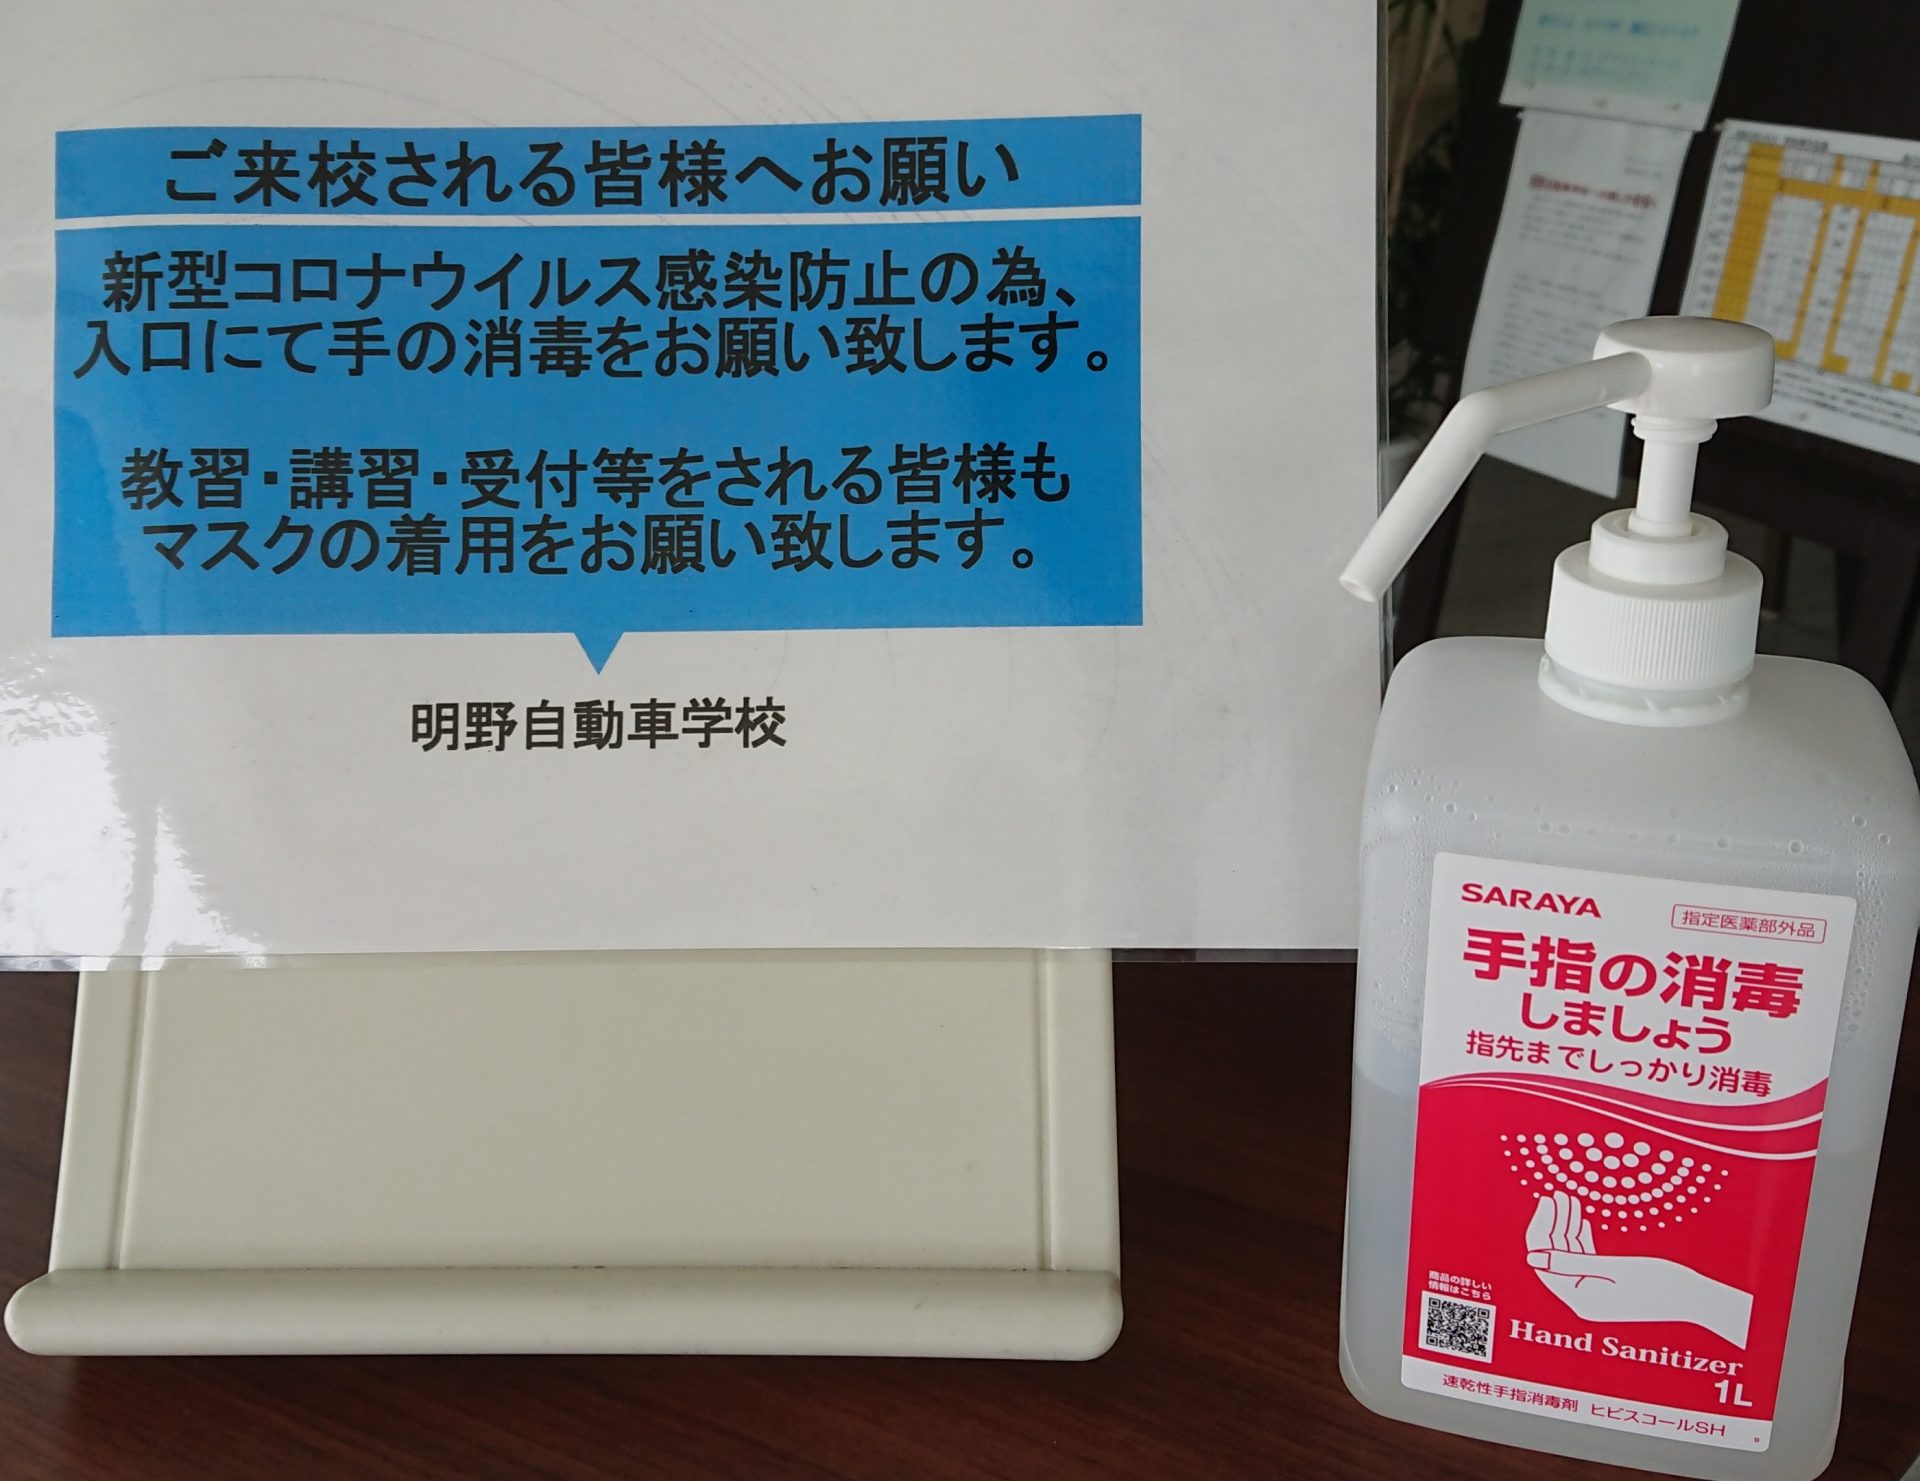 ご来校される皆様へお願い
新型コロナウイルス感染防止の為、
入口にて手の消毒をお願い致します。
教習・講習・受付等をされる皆様も
マスクの着用をお願い致します。
明野自動車学校
SARAYA
指定医薬部外品
手指の消毒
しましょう
指先までしっかり消毒
商品の詳しい
情報はこちら
Hand Sanitizer
1L
速乾性手指消毒剤 ヒビスコールSH